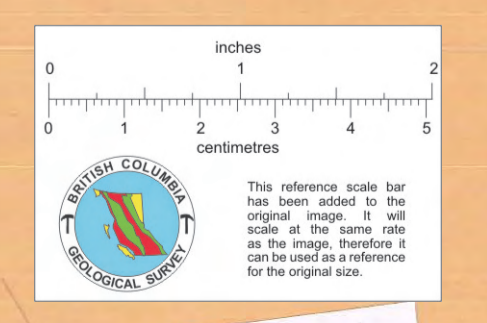 inches
0 1 2
0 1 2 3 4 5
centimetres
BRITISH COLUMBIA
GEOLOGICAL SURVEY
This reference scale bar
has been added to the
original image. It will
scale at the same rate
as the image, therefore it
can be used as a reference
for the original size.